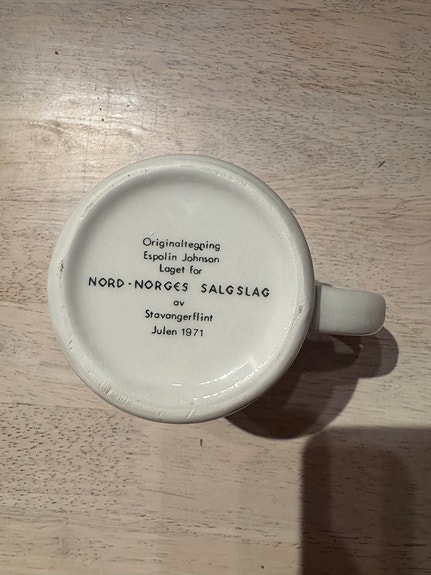 Originaltegning
Espolin Johnson
Laget for
NORD-NORGES SALGSLAG
av
Stavangerflint
Julen 1971